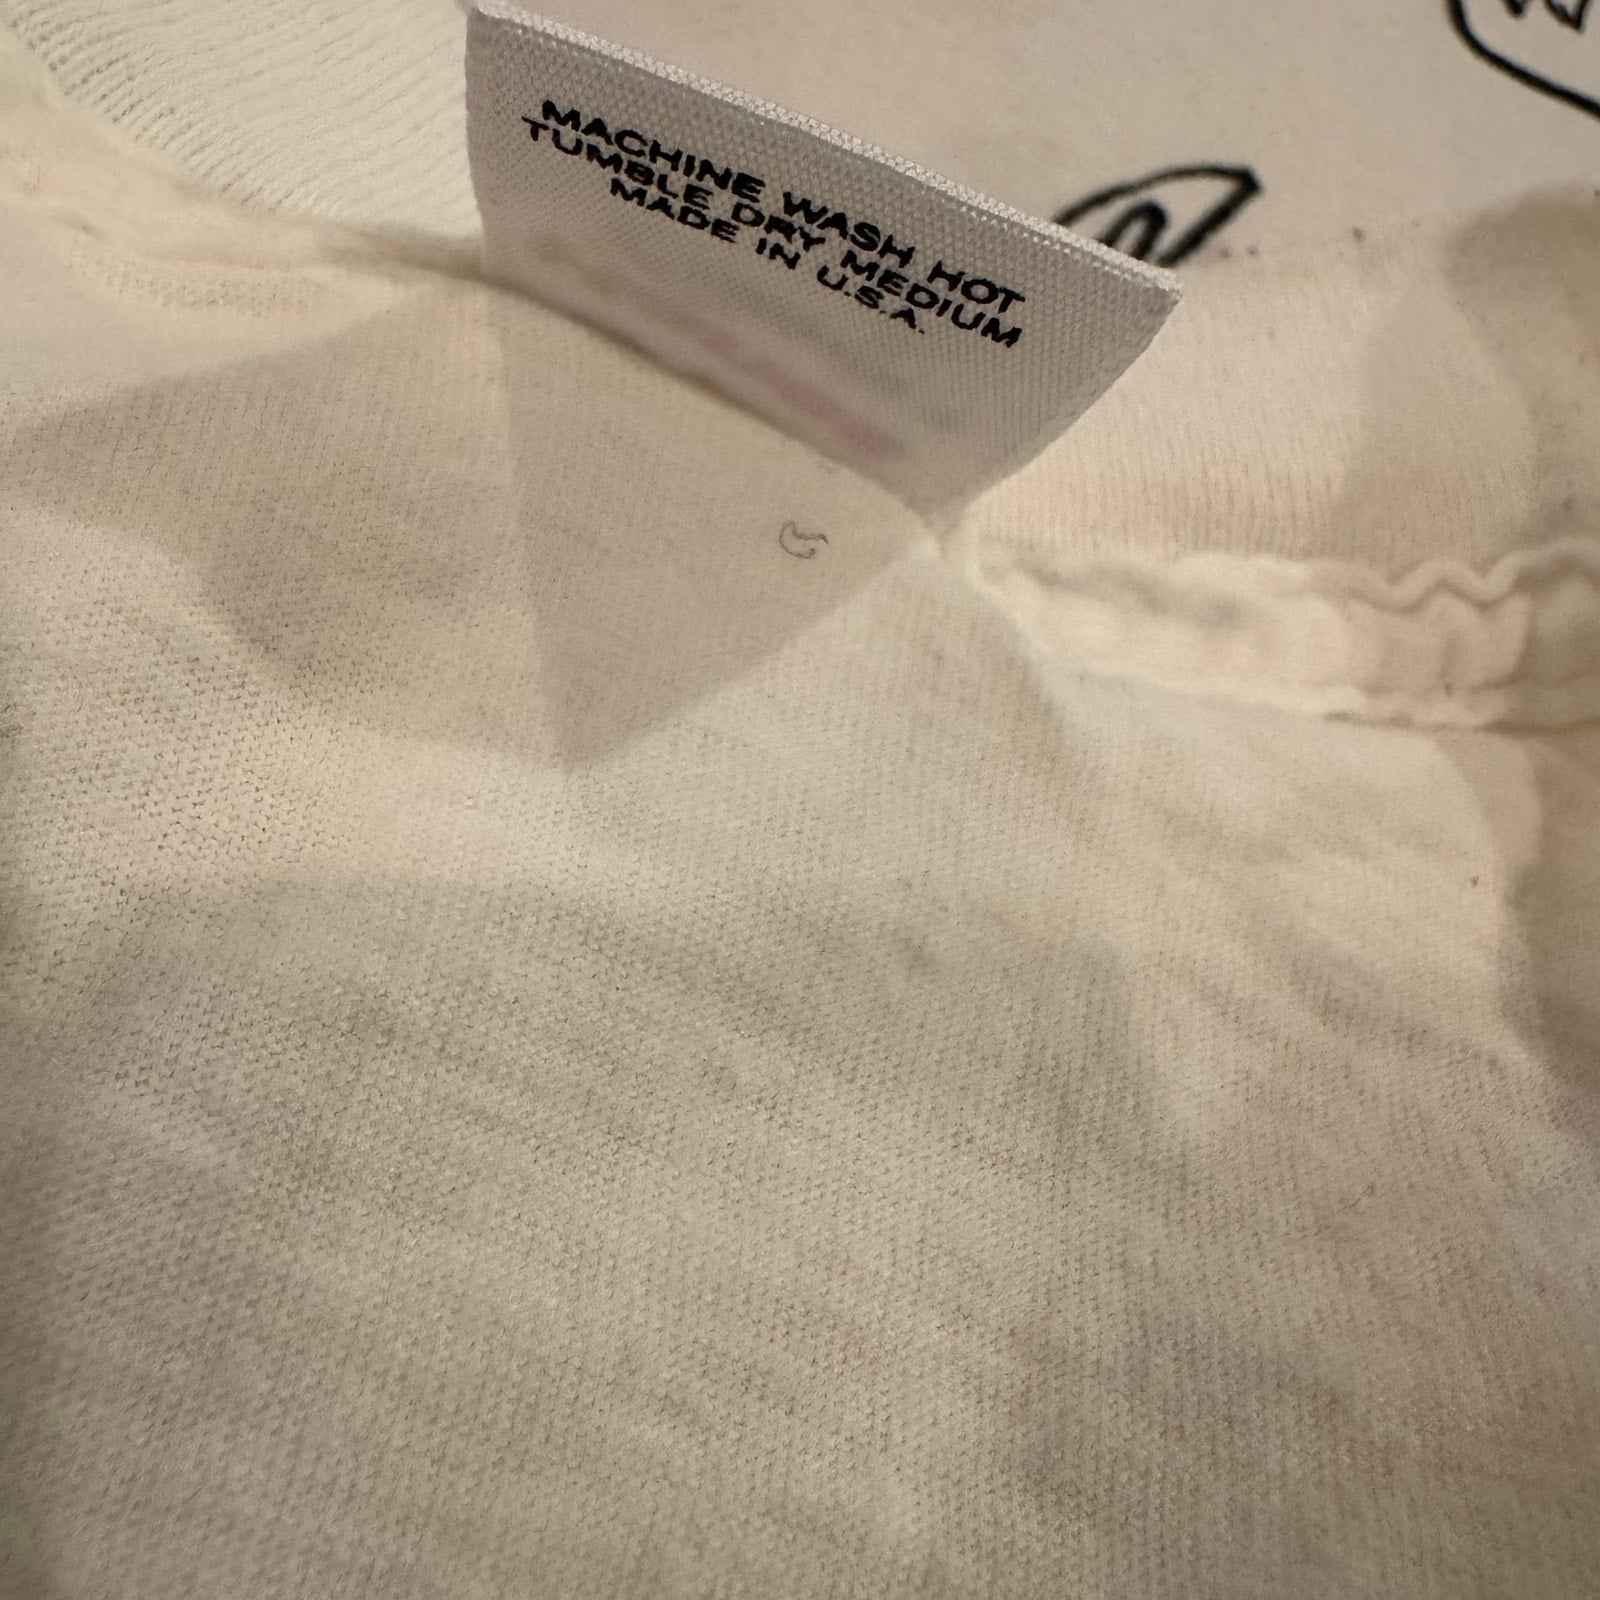 MACHINE WASH HOT
TUMBLE DRY MEDIUM
MADE IN U.S.A.